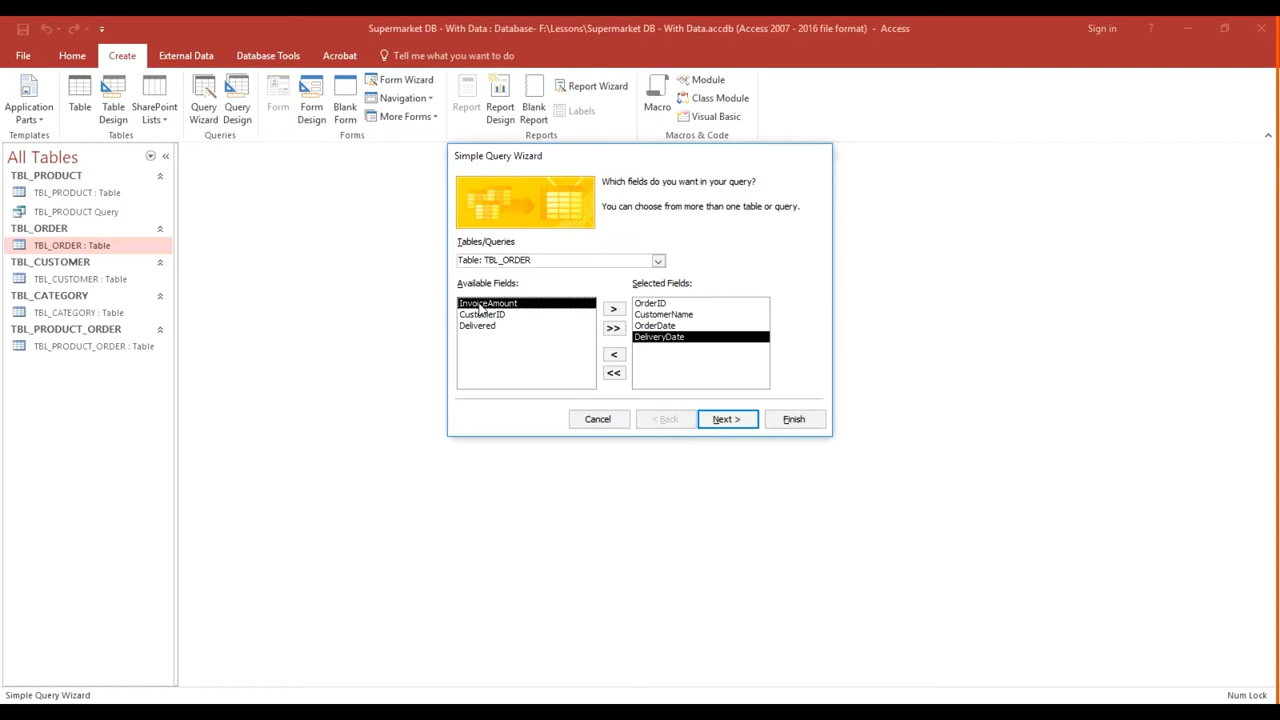 Supermarket DB - With Data : Database- F:\Lessons\Supermarket DB - With Data.accdb (Access 2007 - 2016 file format) - Access
Sign in
?
File
Home
Create
External Data
Database Tools
Acrobat
Tell me what you want to do
Application Parts
Table
Table Design
SharePoint Lists
Query Wizard
Query Design
Form
Form Design
Blank Form
Form Wizard
Navigation
More Forms
Report
Report Design
Blank Report
Report Wizard
Labels
Macro
Module
Class Module
Visual Basic
Templates
Tables
Queries
Forms
Reports
Macros & Code
All Tables
TBL_PRODUCT
TBL_PRODUCT : Table
TBL_PRODUCT Query
TBL_ORDER
TBL_ORDER : Table
TBL_CUSTOMER
TBL_CUSTOMER : Table
TBL_CATEGORY
TBL_CATEGORY : Table
TBL_PRODUCT_ORDER
TBL_PRODUCT_ORDER : Table
Simple Query Wizard
Which fields do you want in your query?
You can choose from more than one table or query.
Tables/Queries
Table: TBL_ORDER
Available Fields:
InvoiceAmount
CustomerID
Delivered
>
>>
<
<<
Selected Fields:
OrderID
CustomerName
OrderDate
DeliveryDate
Cancel
< Back
Next >
Finish
Simple Query Wizard
Num Lock